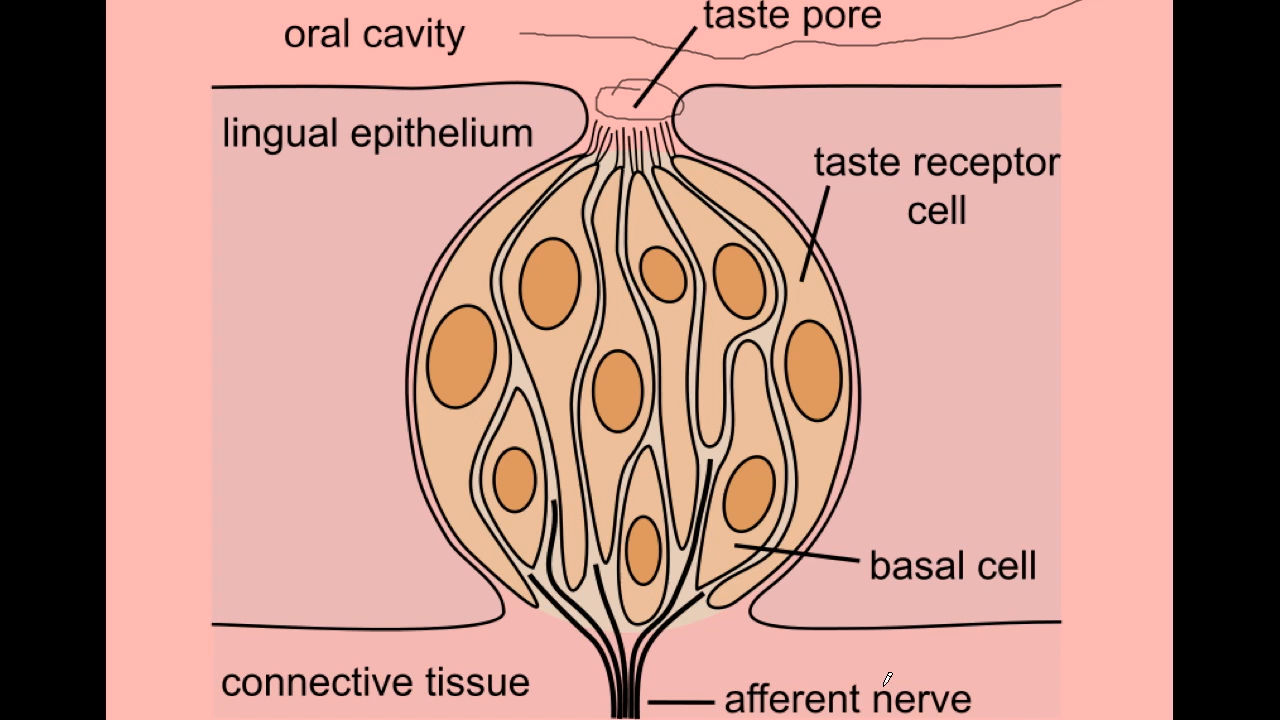 taste pore
oral cavity
lingual epithelium
taste receptor
cell
basal cell
connective tissue
afferent nerve